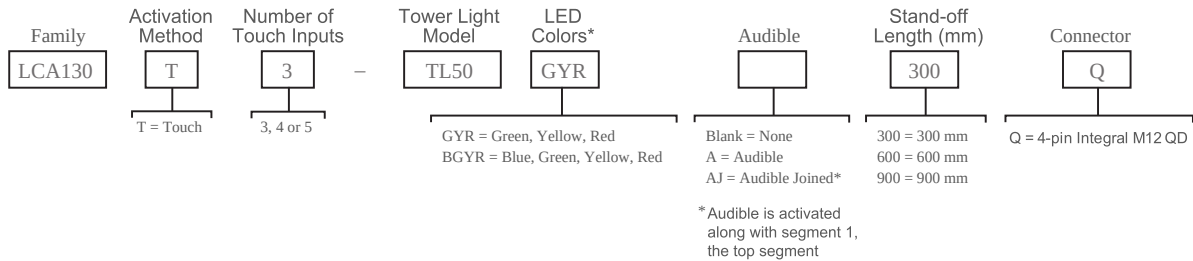 Family
Activation
Method
Number of
Touch Inputs
Tower Light
Model
LED
Colors*
Audible
Stand-off
Length (mm)
Connector
LCA130 T 3 – TL50 GYR 300 Q
T = Touch
3, 4 or 5
GYR = Green, Yellow, Red
BGYR = Blue, Green, Yellow, Red
Blank = None
A = Audible
AJ = Audible Joined*
*Audible is activated
along with segment 1,
the top segment
300 = 300 mm
600 = 600 mm
900 = 900 mm
Q = 4-pin Integral M12 QD